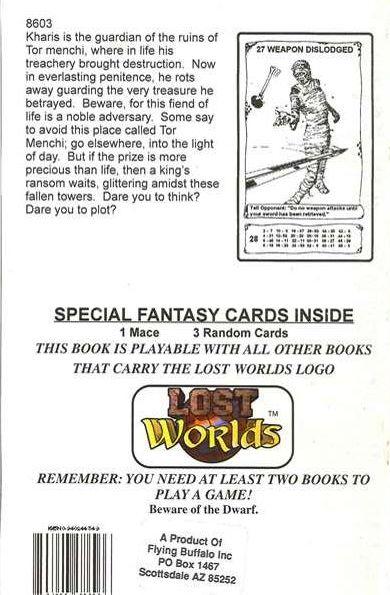 8603
Kharis is the guardian of the ruins of
Tor menchi, where in life his
treachery brought destruction. Now
in everlasting penitence, he rots
away guarding the very treasure he
betrayed. Beware, for this fiend of
life is a noble adversary. Some say
to avoid this place called Tor
Menchi; go elsewhere, into the light
of day. But if the prize is more
precious than life, then a king's
ransom waits, glittering amidst these
fallen towers. Dare you to think?
Dare you to plot?
27 WEAPON DISLODGED
Tell Opponent: "Do no weapon attacks until
your sword has been retrieved."
28
SPECIAL FANTASY CARDS INSIDE
1 Mace 3 Random Cards
THIS BOOK IS PLAYABLE WITH ALL OTHER BOOKS
THAT CARRY THE LOST WORLDS LOGO
LOST
WORLDS TM
REMEMBER: YOU NEED AT LEAST TWO BOOKS TO
PLAY A GAME!
Beware of the Dwarf.
A Product Of
Flying Buffalo Inc
PO Box 1467
Scottsdale AZ 85252